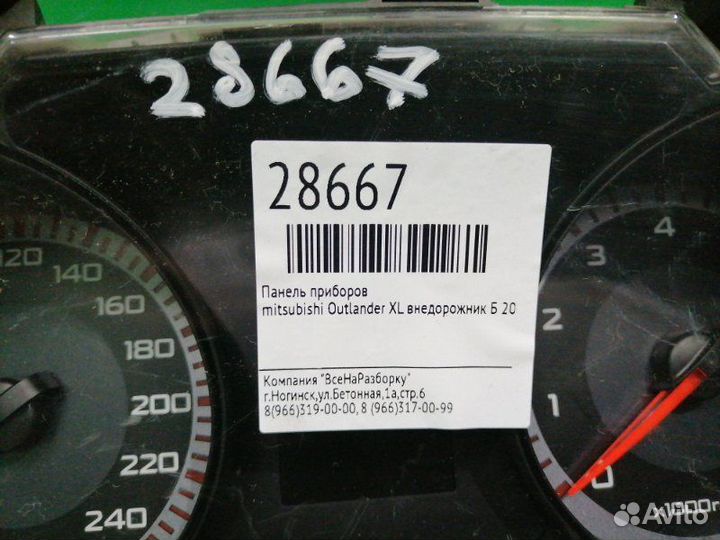 28667
28667
Панель приборов
mitsubishi Outlander XL внедорожник Б 20
Компания "ВсеНаРазборку"
г.Ногинск,ул.Бетонная,1а,стр.6
8(966)319-00-00, 8 (966)317-00-99
120
140
160
180
200
220
240
4
3
2
1
0
x1000r
Avito